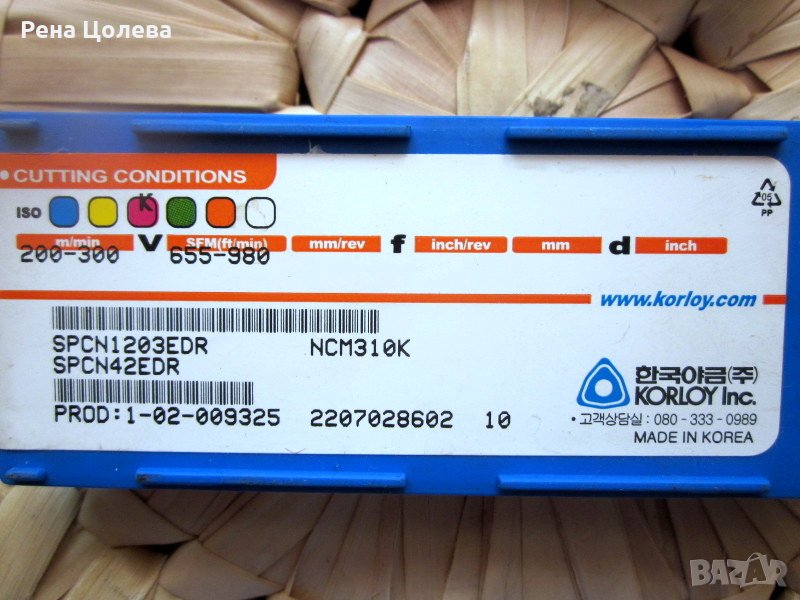 Рена Цолева
• CUTTING CONDITIONS
ISO K
m/min V SFM(ft/min) mm/rev f inch/rev mm d inch
200-300 655-980
05
PP
www.korloy.com
SPCN1203EDR NCM310K
SPCN42EDR
한국야금(주)
KORLOY Inc.
• 고객상담실 : 080 - 333 - 0989
MADE IN KOREA
PROD:1-02-009325 2207028602 10
BAZAR